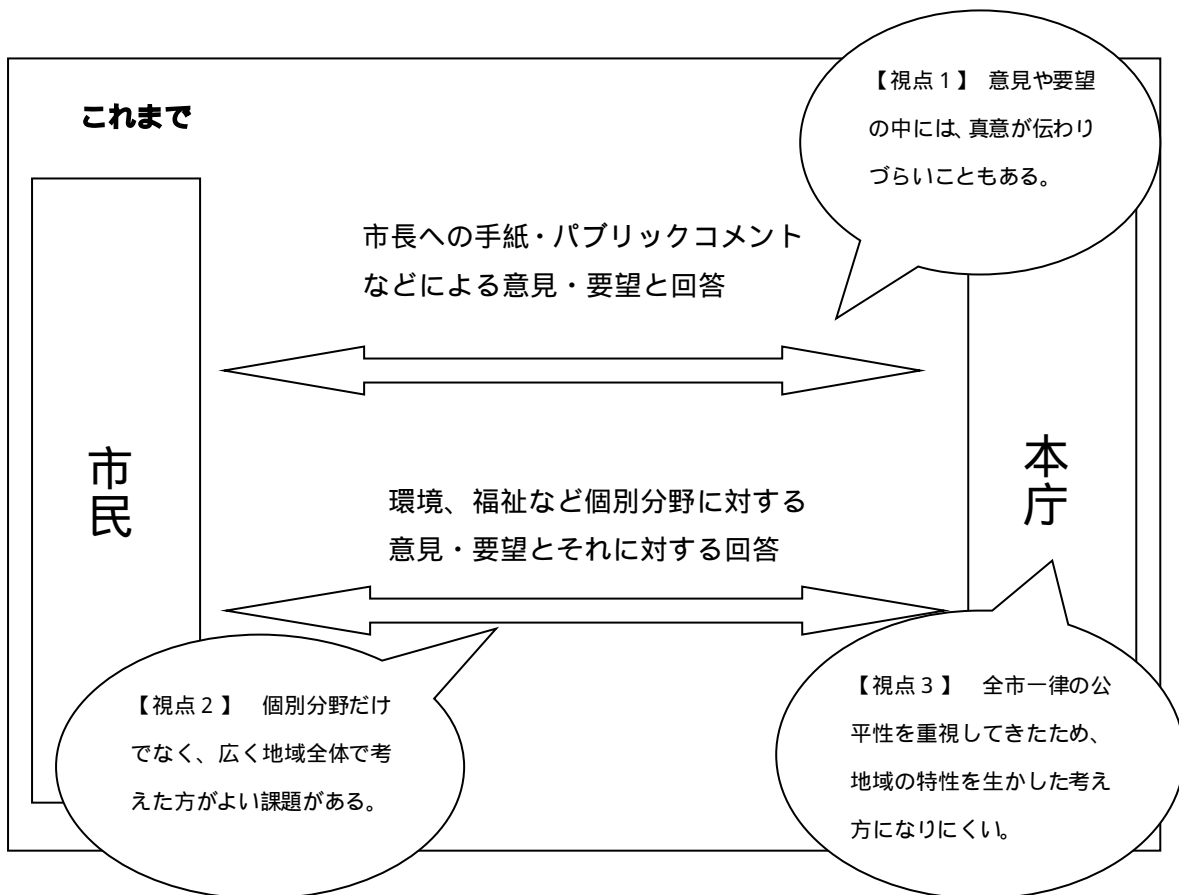 これまで
【視点１】 意見や要望
の中には、真意が伝わり
づらいこともある。
市長への手紙・パブリックコメント
などによる意見・要望と回答
市民
本庁
環境、福祉など個別分野に対する
意見・要望とそれに対する回答
【視点２】 個別分野だけ
でなく、広く地域全体で考
えた方がよい課題がある。
【視点３】 全市一律の公
平性を重視してきたため、
地域の特性を生かした考え
方になりにくい。